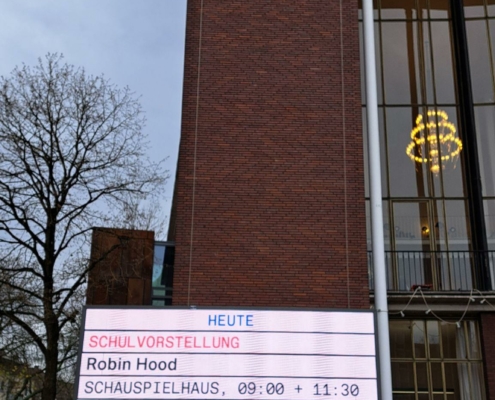 HEUTE
SCHULVORSTELLUNG
Robin Hood
SCHAUSPIELHAUS, 09:00 + 11:30